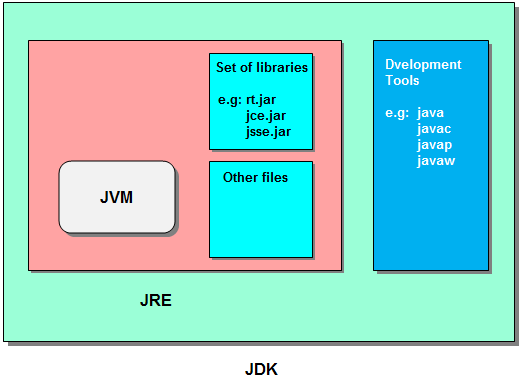 Set of libraries
e.g: rt.jar
jce.jar
jsse.jar
Other files
JVM
JRE
Dvelopment
Tools
e.g: java
javac
javap
javaw
JDK